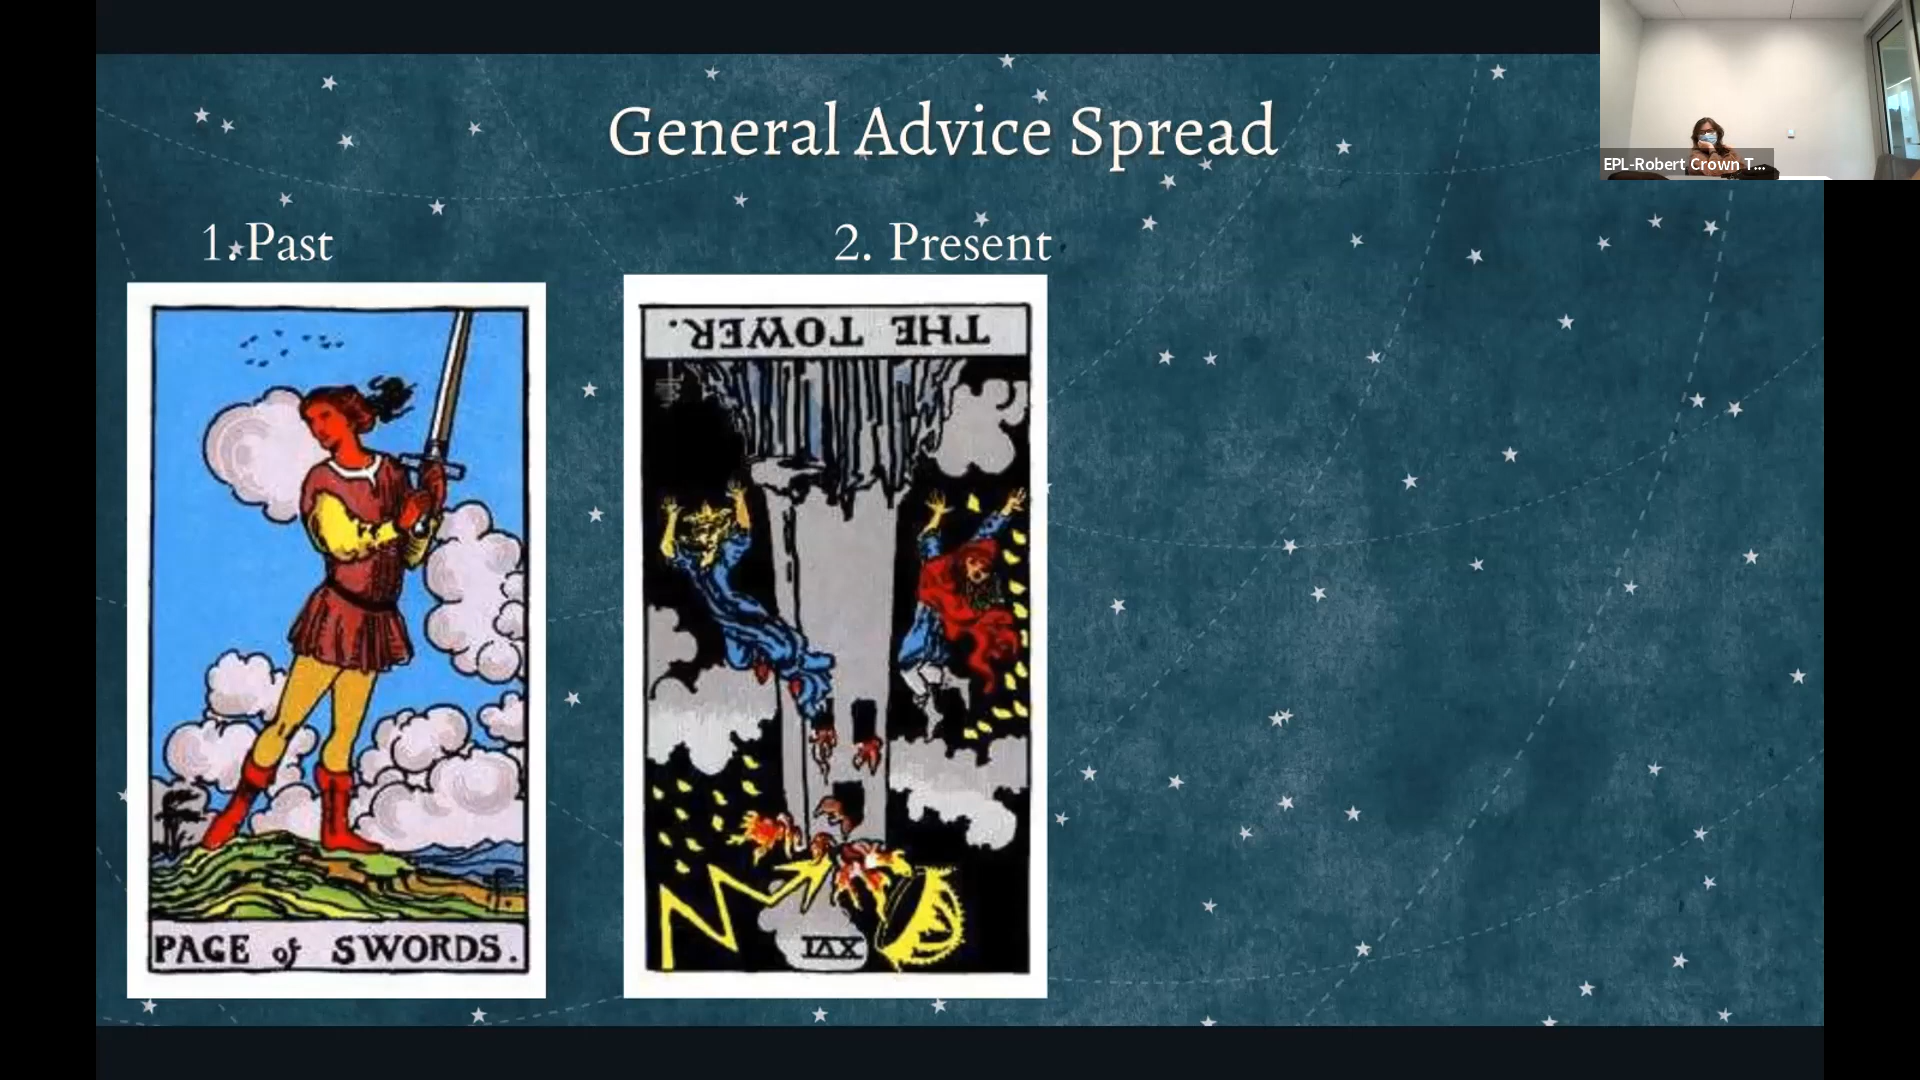 General Advice Spread
EPL-Robert Crown T...
1. Past
2. Present
THE TOWER.
XVI
PAGE of SWORDS.